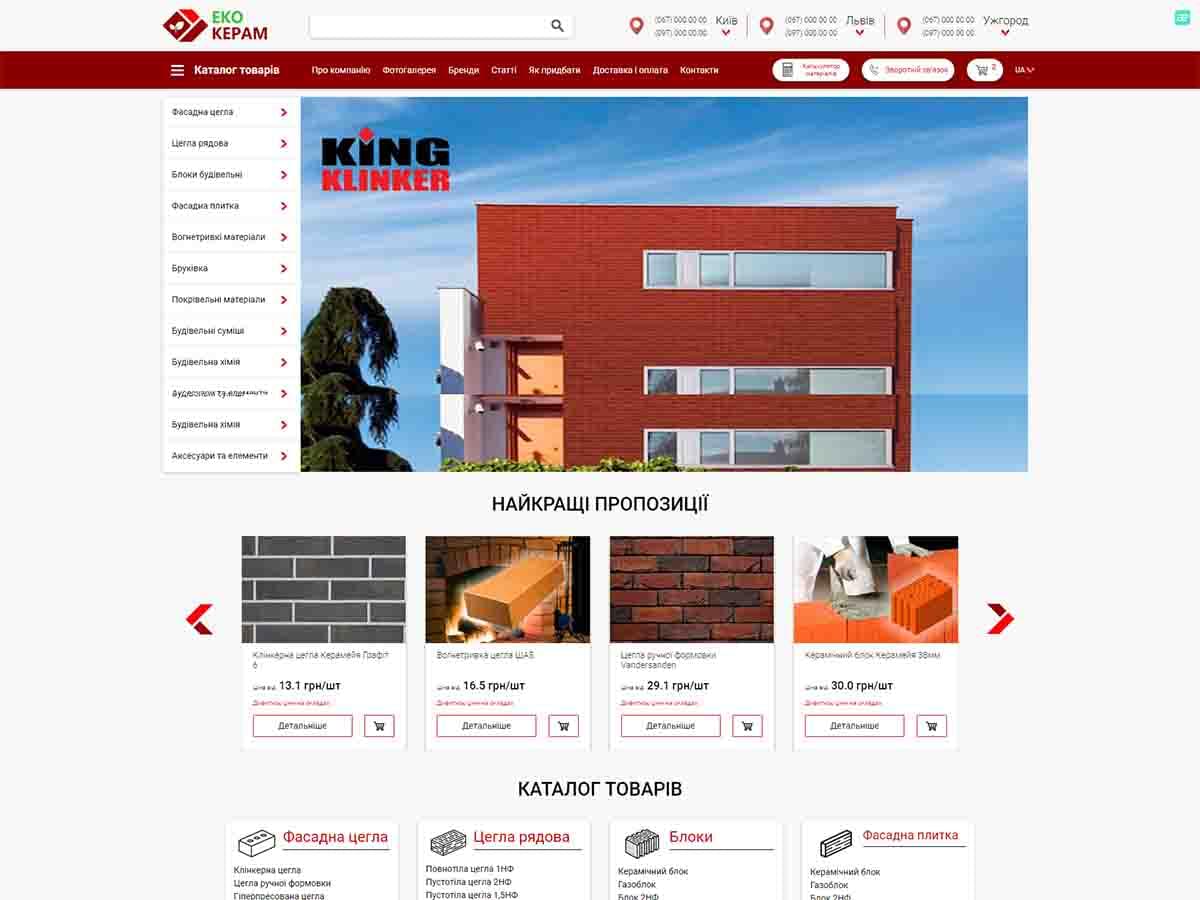 ЕКО
КЕРАМ
(067) 000 00 00
(097) 000 00 00
Київ
(067) 000 00 00
(097) 000 00 00
Львів
(067) 000 00 00
(097) 000 00 00
Ужгород
æ
Каталог товарів
Про компанію
Фотогалерея
Бренди
Статті
Як придбати
Доставка і оплата
Контакти
Калькулятор
матеріалів
Зворотній зв'язок
2
UA
Фасадна цегла
Цегла рядова
Блоки будівельні
Фасадна плитка
Вогнетривкі матеріали
Бруківка
Покрівельні матеріали
Будівельні суміші
Будівельна хімія
та елементи
Будівельна хімія
Аксесуари та елементи
KING
KLINKER
НАЙКРАЩІ ПРОПОЗИЦІЇ
Клінкерна цегла Керамейя Графіт
6
Ціна від 13.1 грн/шт
Дивитись ціни на складах
Детальніше
Вогнетривка цегла ША5
Ціна від 16.5 грн/шт
Дивитись ціни на складах
Детальніше
Цегла ручної формовки
Vandersanden
Ціна від 29.1 грн/шт
Дивитись ціни на складах
Детальніше
Керамічний блок Керамейя 38мм
Ціна від 30.0 грн/шт
Дивитись ціни на складах
Детальніше
КАТАЛОГ ТОВАРІВ
Фасадна цегла
Клінкерна цегла
Цегла ручної формовки
Гіперпресована цегла
Цегла рядова
Повнотіла цегла 1НФ
Пустотіла цегла 2НФ
Пустотіла цегла 1,5НФ
Блоки
Керамічний блок
Газоблок
Блок 2НФ
Фасадна плитка
Керамічний блок
Газоблок
Блок 2НФ